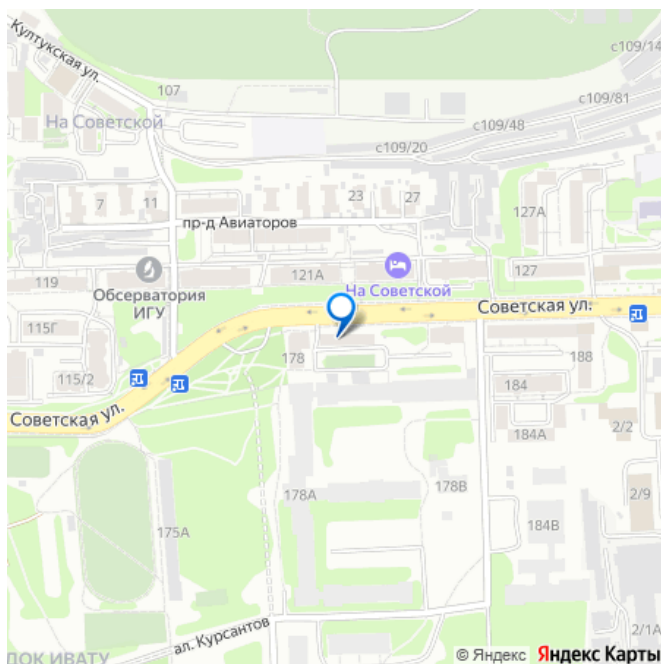 Култукская ул.
107
с109/14
с109/81
На Советской
с109/48
с109/20
7
11
23
27
127А
пр-д Авиаторов
119
Обсерватория
ИГУ
121А
На Советской
127
Советская ул.
115Г
178
188
115/2
184
Советская ул.
184А
2/2
178А
178В
2/9
175А
184В
ал. Курсантов
2/1А
ДОК ИВАТУ
© Яндекс Яндекс Карты